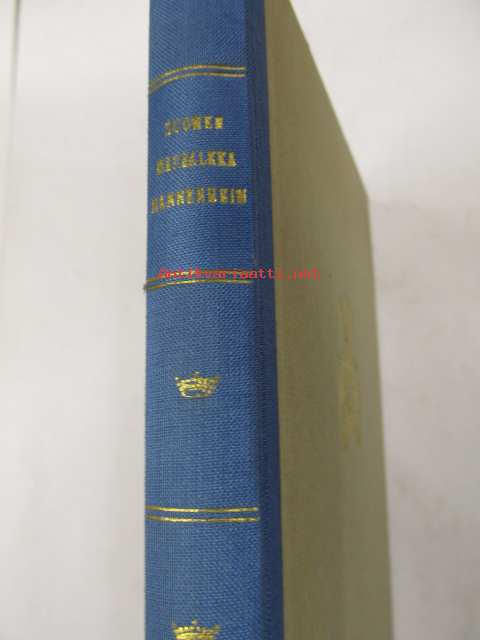 SUOMEN
MARSALKKA
MANNERHEIM
Antikvariaatti.net